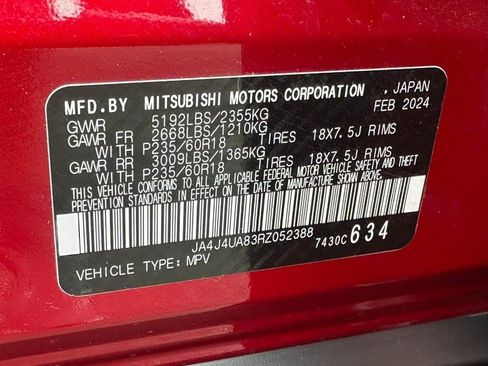 MFD.BY MITSUBISHI MOTORS CORPORATION , JAPAN
GVWR 5192LBS/2355KG FEB 2024
GAWR FR 2668LBS/1210KG
WITH P235/60R18 TIRES 18X7.5J RIMS
GAWR RR 3009LBS/1365KG
WITH P235/60R18 TIRES 18X7.5J RIMS
THIS VEHICLE CONFORMS TO ALL APPLICABLE FEDERAL MOTOR VEHICLE SAFETY AND THEFT
PREVENTION STANDARDS IN EFFECT ON THE DATE OF MANUFACTURE SHOWN ABOVE.
JA4J4UA83RZ052388 7430C 634
VEHICLE TYPE: MPV